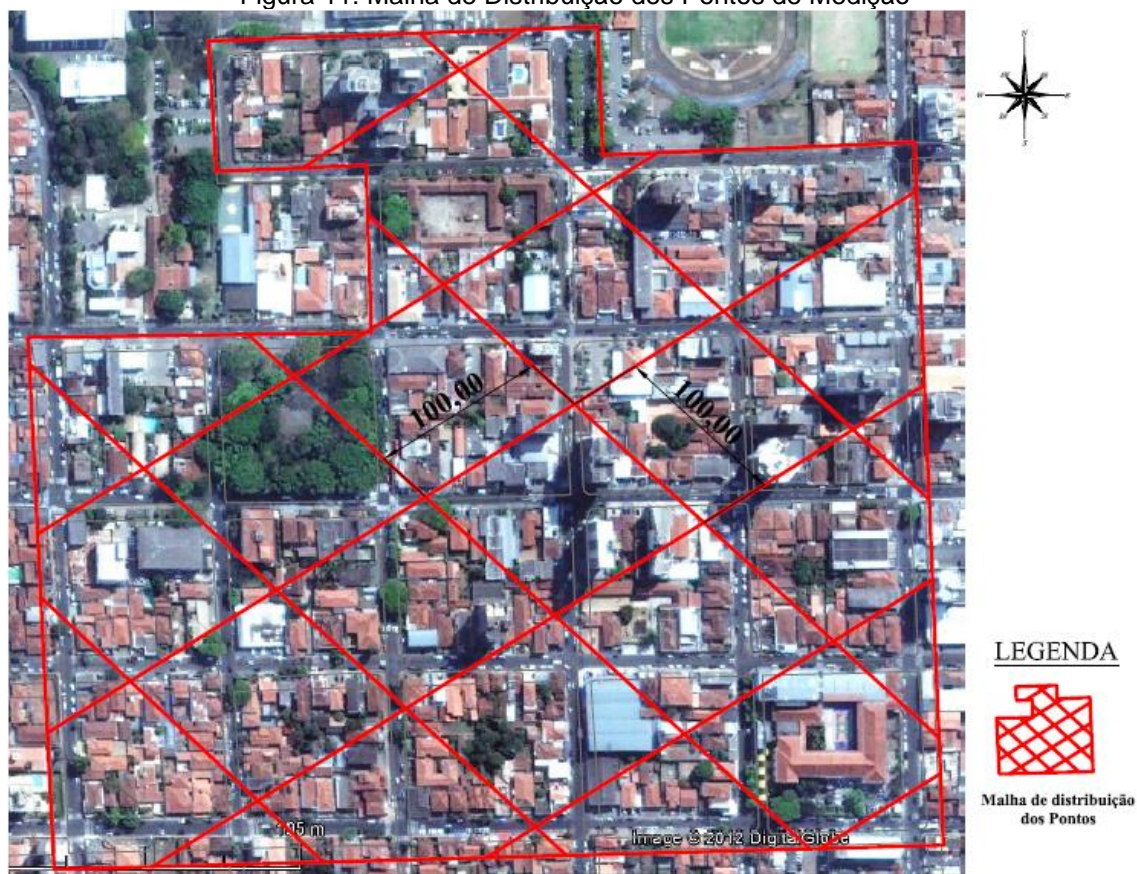 Figura 11: Malha de Distribuição dos Pontos de Medição
N
W
E
S
100,00
100,00
LEGENDA
Malha de distribuição
dos Pontos
195 m
Image © 2012 DigitalGlobe